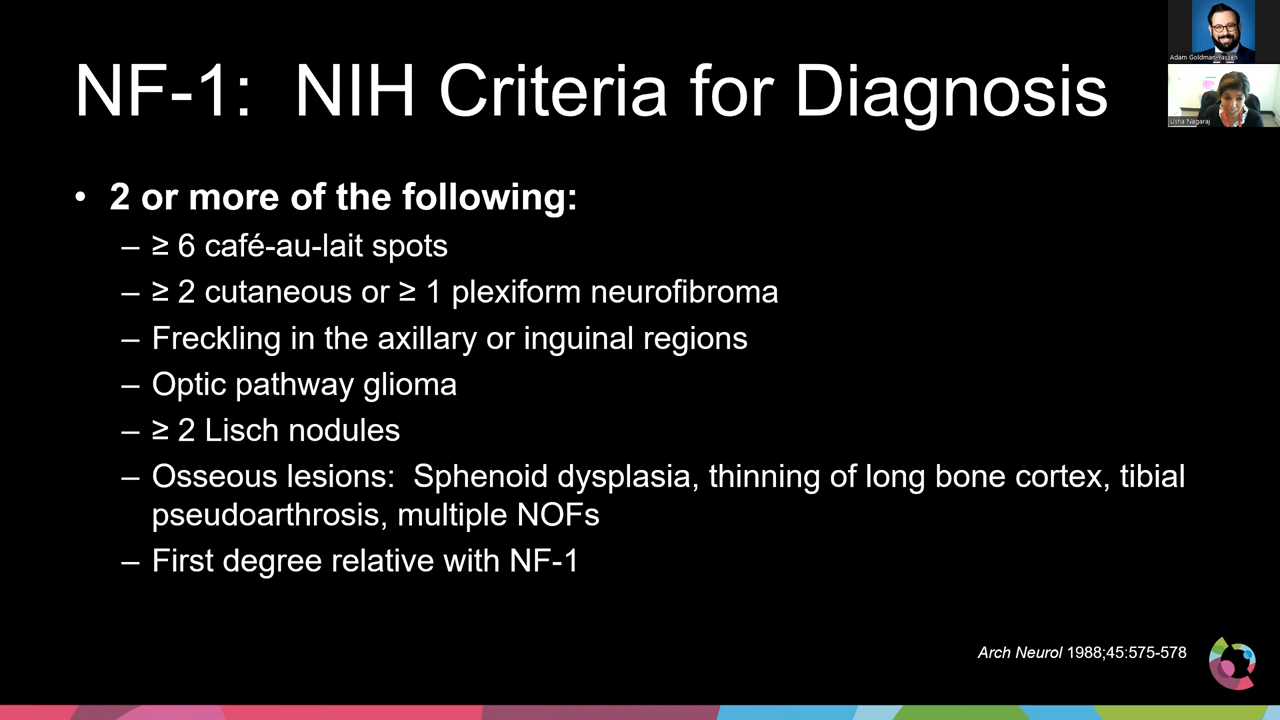 NF-1: NIH Criteria for Diagnosis
• 2 or more of the following:
– ≥ 6 café-au-lait spots
– ≥ 2 cutaneous or ≥ 1 plexiform neurofibroma
– Freckling in the axillary or inguinal regions
– Optic pathway glioma
– ≥ 2 Lisch nodules
– Osseous lesions: Sphenoid dysplasia, thinning of long bone cortex, tibial
pseudoarthrosis, multiple NOFs
– First degree relative with NF-1
Arch Neurol 1988;45:575-578
Adam Goldman
Usha Nagaraj